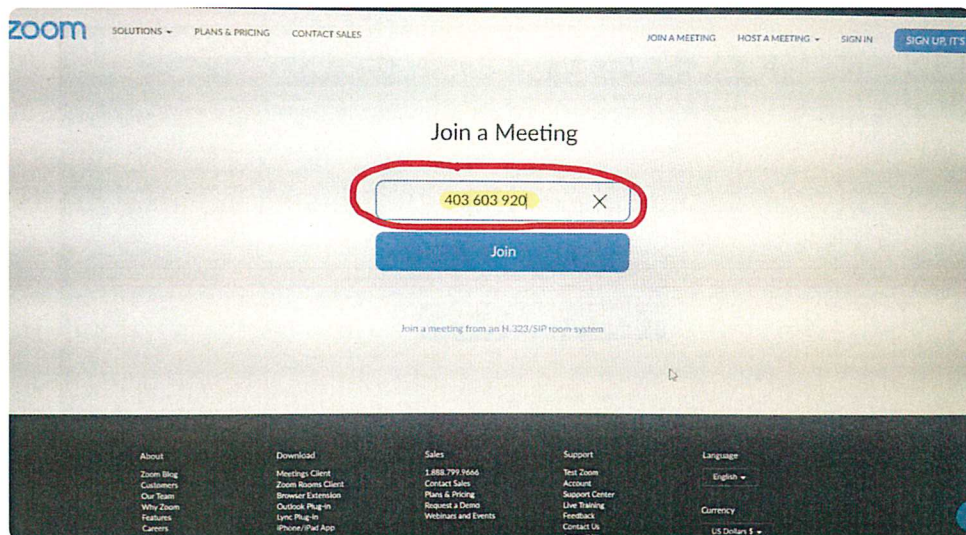 zoom SOLUTIONS PLANS & PRICING CONTACT SALES JOIN A MEETING HOST A MEETING SIGN IN SIGN UP, IT'S
Join a Meeting
403 603 920
Join
Join a meeting from an H.323/SIP room system
About
Zoom Blog
Customers
Our Team
Why Zoom
Features
Careers
Download
Meetings Client
Zoom Rooms Client
Browser Extension
Outlook Plug-in
Lync Plug-in
iPhone/iPad App
Sales
1.888.799.9666
Contact Sales
Plans & Pricing
Request a Demo
Webinars and Events
Support
Test Zoom
Account
Support Center
Live Training
Feedback
Contact Us
Language
English
Currency
US Dollars $